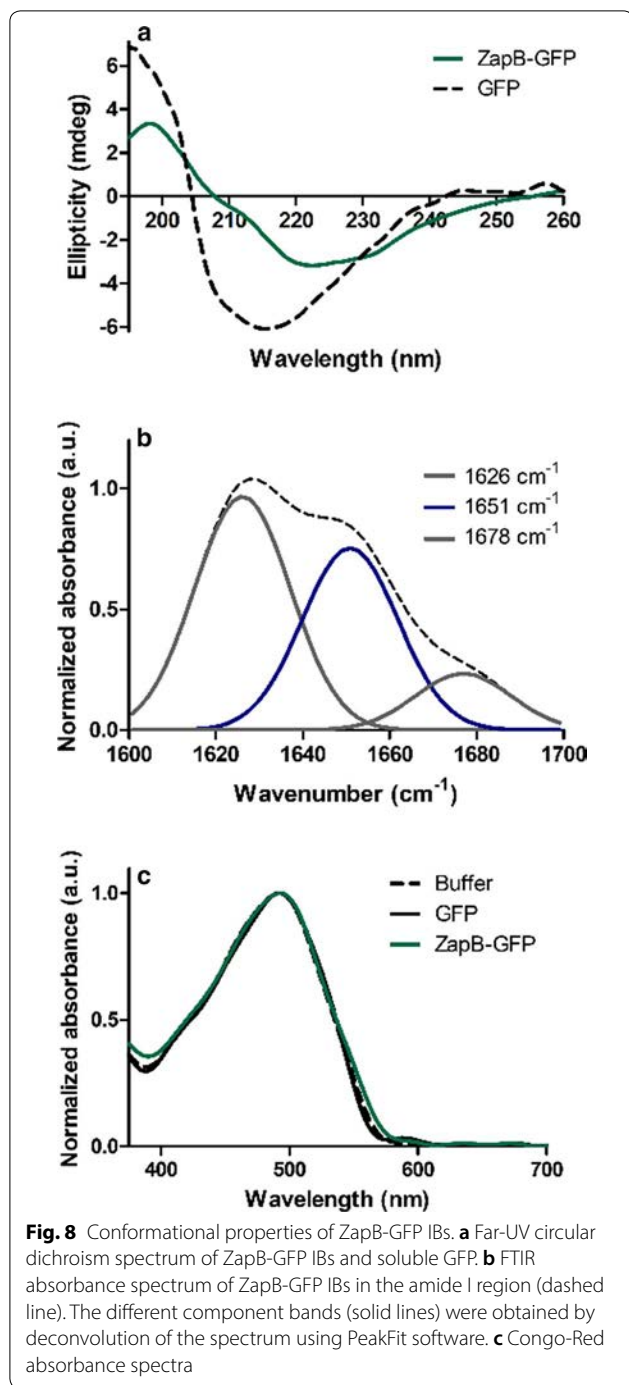 a
6
4
2
0
-2
-4
-6
Ellipticity (mdeg)
ZapB-GFP
GFP
200 210 220 230 240 250 260
Wavelength (nm)
b
1.0
0.5
0.0
Normalized absorbance (a.u.)
1626 cm⁻¹
1651 cm⁻¹
1678 cm⁻¹
1600 1620 1640 1660 1680 1700
Wavenumber (cm⁻¹)
c
1.0
0.5
0.0
Normalized absorbance (a.u.)
Buffer
GFP
ZapB-GFP
400 500 600 700
Wavelength (nm)
Fig. 8 Conformational properties of ZapB-GFP IBs. a Far-UV circular
dichroism spectrum of ZapB-GFP IBs and soluble GFP. b FTIR
absorbance spectrum of ZapB-GFP IBs in the amide I region (dashed
line). The different component bands (solid lines) were obtained by
deconvolution of the spectrum using PeakFit software. c Congo-Red
absorbance spectra